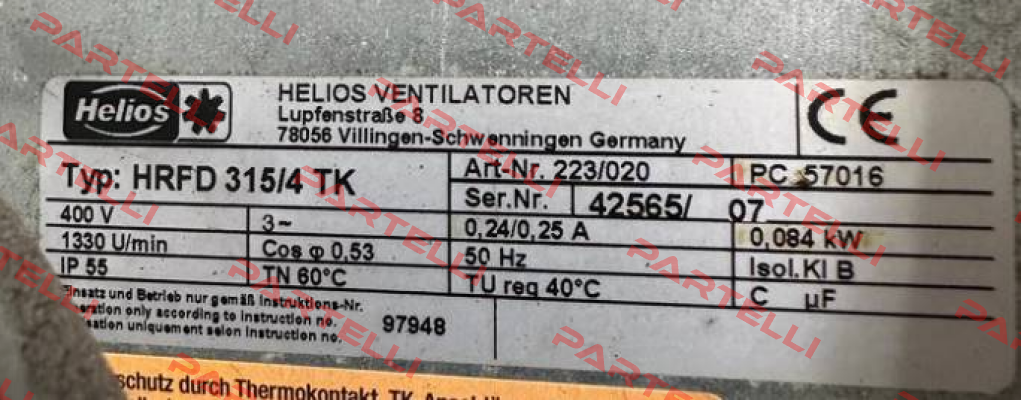 Helios
HELIOS VENTILATOREN
Lupfenstraße 8
78056 Villingen-Schwenningen Germany
CE
Typ: HRFD 315/4 TK
Art-Nr. 223/020
PC 57016
Ser.Nr. 42565/ 07
400 V
3~
0,24/0,25 A
0,084 kW
1330 U/min
Cos φ 0,53
50 Hz
Isol.Kl B
IP 55
TN 60°C
TU req 40°C
C µF
Einsatz und Betrieb nur gemäß Instruktions-Nr.
only according to instruction no. 97948
uniquement selon instruction no.
durch Thermokontakt, TK,
PARTELLI